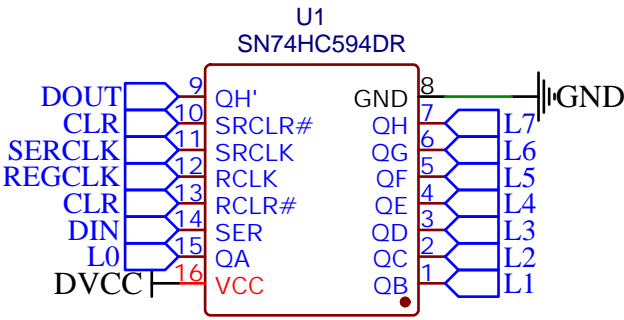 U1
SN74HC594DR
DOUT 9 QH' GND 8 GND
CLR 10 SRCLR# QH 7 L7
SERCLK 11 SRCLK QG 6 L6
REGCLK 12 RCLK QF 5 L5
CLR 13 RCLR# QE 4 L4
DIN 14 SER QD 3 L3
L0 15 QA QC 2 L2
DVCC 16 VCC QB 1 L1